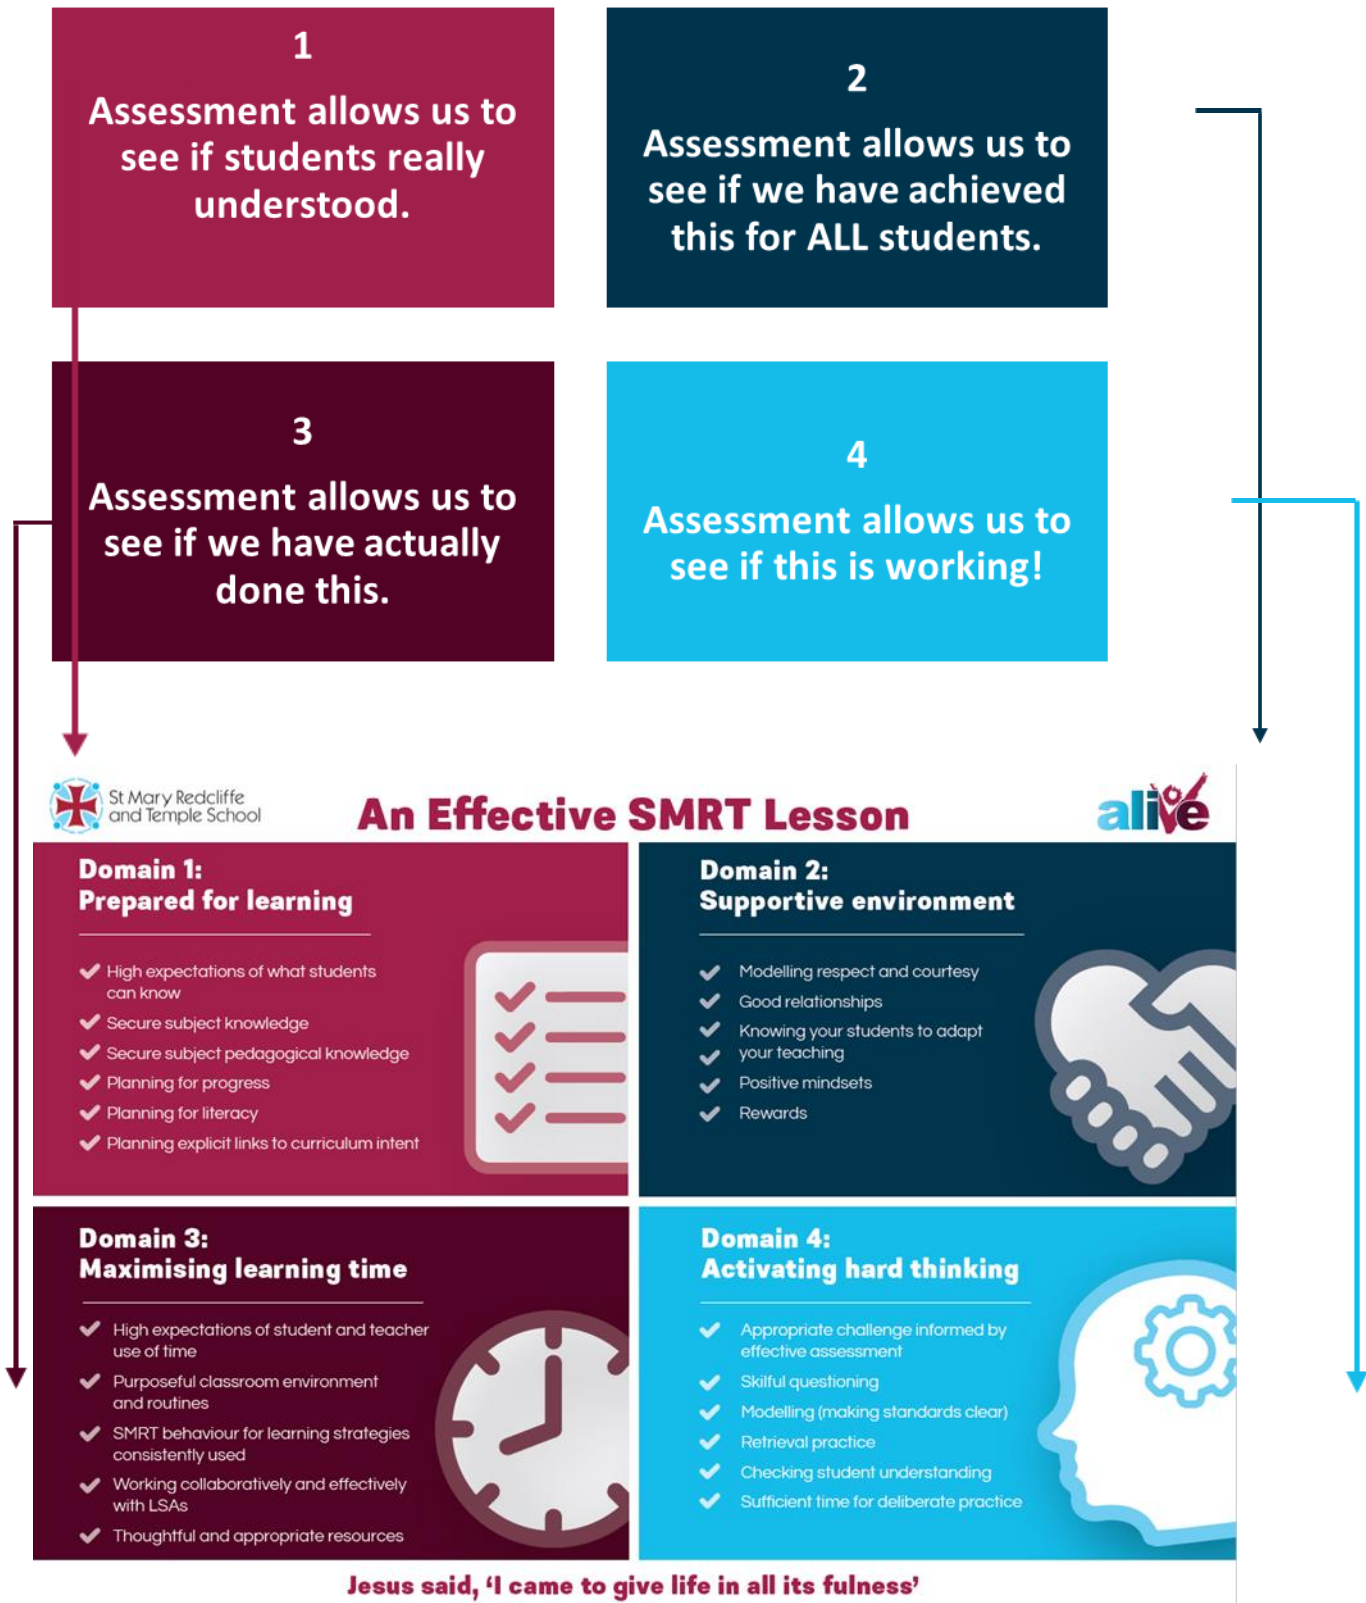 1
Assessment allows us to
see if students really
understood.
2
Assessment allows us to
see if we have achieved
this for ALL students.
3
Assessment allows us to
see if we have actually
done this.
4
Assessment allows us to
see if this is working!
St Mary Redcliffe
and Temple School
An Effective SMRT Lesson
alive
Domain 1:
Prepared for learning
High expectations of what students
can know
Secure subject knowledge
Secure subject pedagogical knowledge
Planning for progress
Planning for literacy
Planning explicit links to curriculum intent
Domain 2:
Supportive environment
Modelling respect and courtesy
Good relationships
Knowing your students to adapt
your teaching
Positive mindsets
Rewards
Domain 3:
Maximising learning time
High expectations of student and teacher
use of time
Purposeful classroom environment
and routines
SMRT behaviour for learning strategies
consistently used
Working collaboratively and effectively
with LSAs
Thoughtful and appropriate resources
Domain 4:
Activating hard thinking
Appropriate challenge informed by
effective assessment
Skilful questioning
Modelling (making standards clear)
Retrieval practice
Checking student understanding
Sufficient time for deliberate practice
Jesus said, ‘I came to give life in all its fulness’